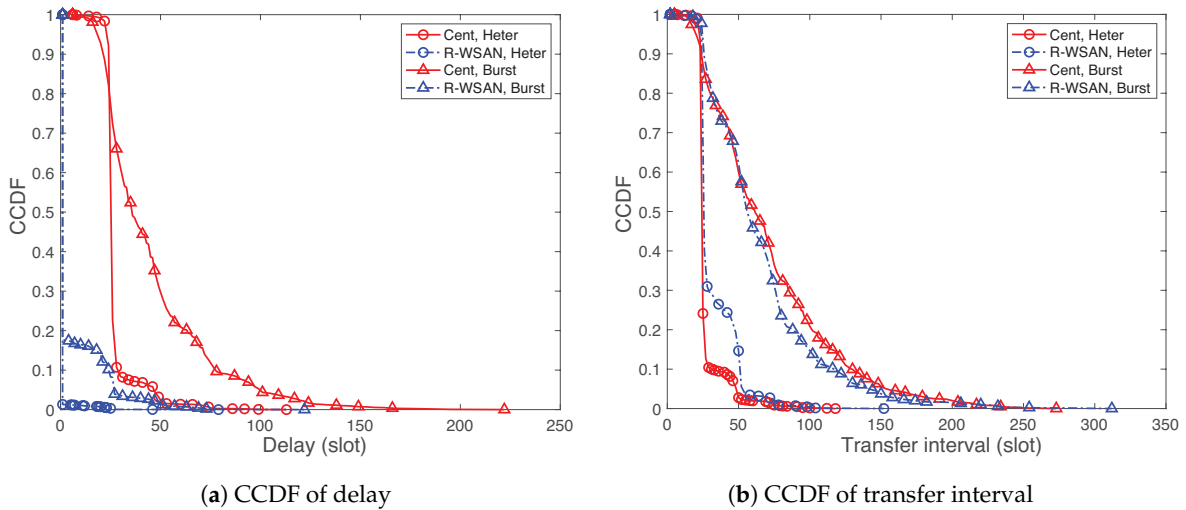 1
0.9
0.8
0.7
0.6
0.5
0.4
0.3
0.2
0.1
0
CCDF
0 50 100 150 200 250
Delay (slot)
Cent, Heter
R-WSAN, Heter
Cent, Burst
R-WSAN, Burst
(a) CCDF of delay
1
0.9
0.8
0.7
0.6
0.5
0.4
0.3
0.2
0.1
0
CCDF
0 50 100 150 200 250 300 350
Transfer interval (slot)
Cent, Heter
R-WSAN, Heter
Cent, Burst
R-WSAN, Burst
(b) CCDF of transfer interval